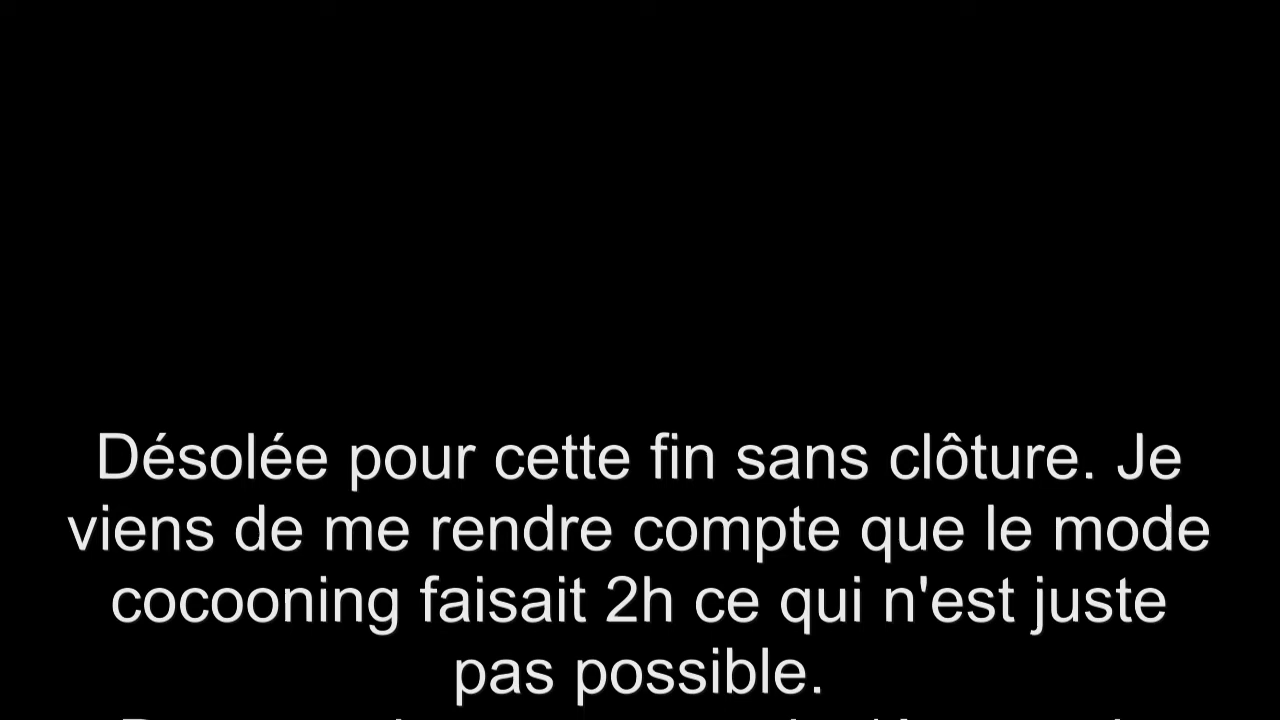 Désolée pour cette fin sans clôture. Je
viens de me rendre compte que le mode
cocooning faisait 2h ce qui n'est juste
pas possible.